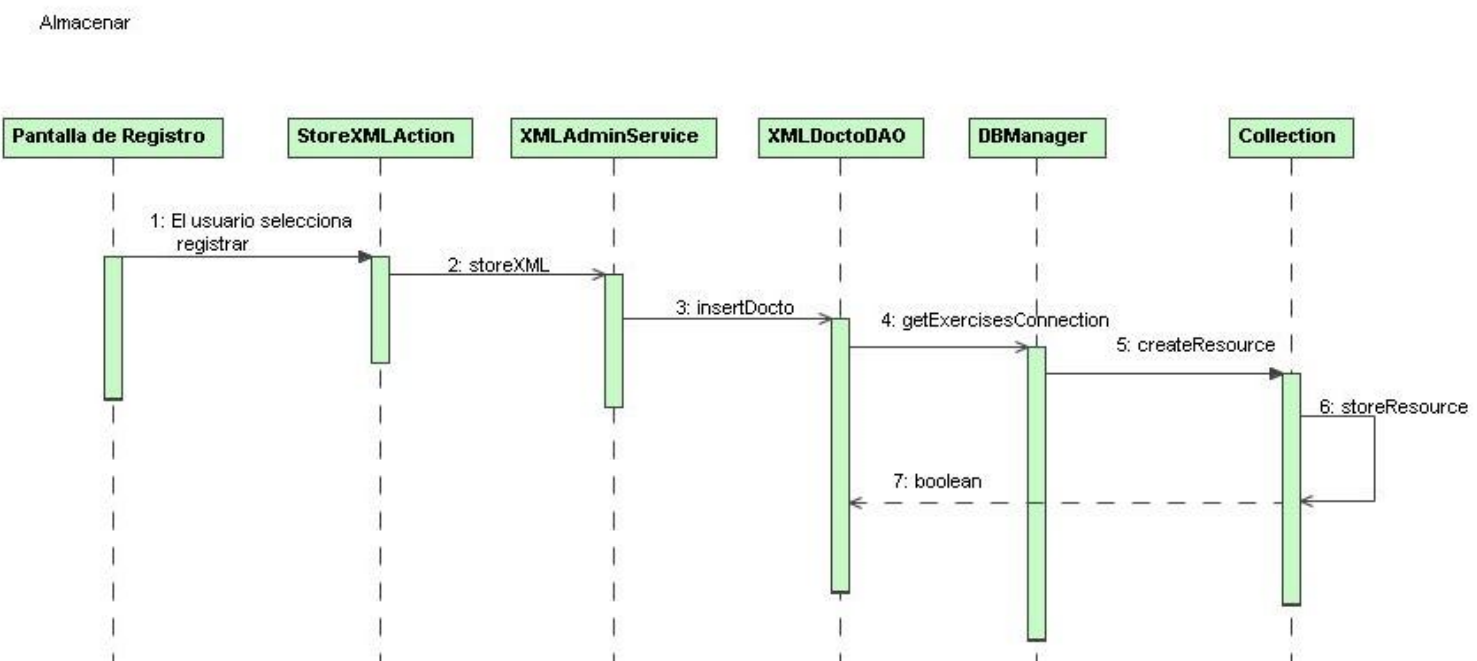 Almacenar
Pantalla de Registro
StoreXMLAction
XMLAdminService
XMLDoctoDAO
DBManager
Collection
1: El usuario selecciona
registrar
2: storeXML
3: insertDocto
4: getExercisesConnection
5: createResource
6: storeResource
7: boolean